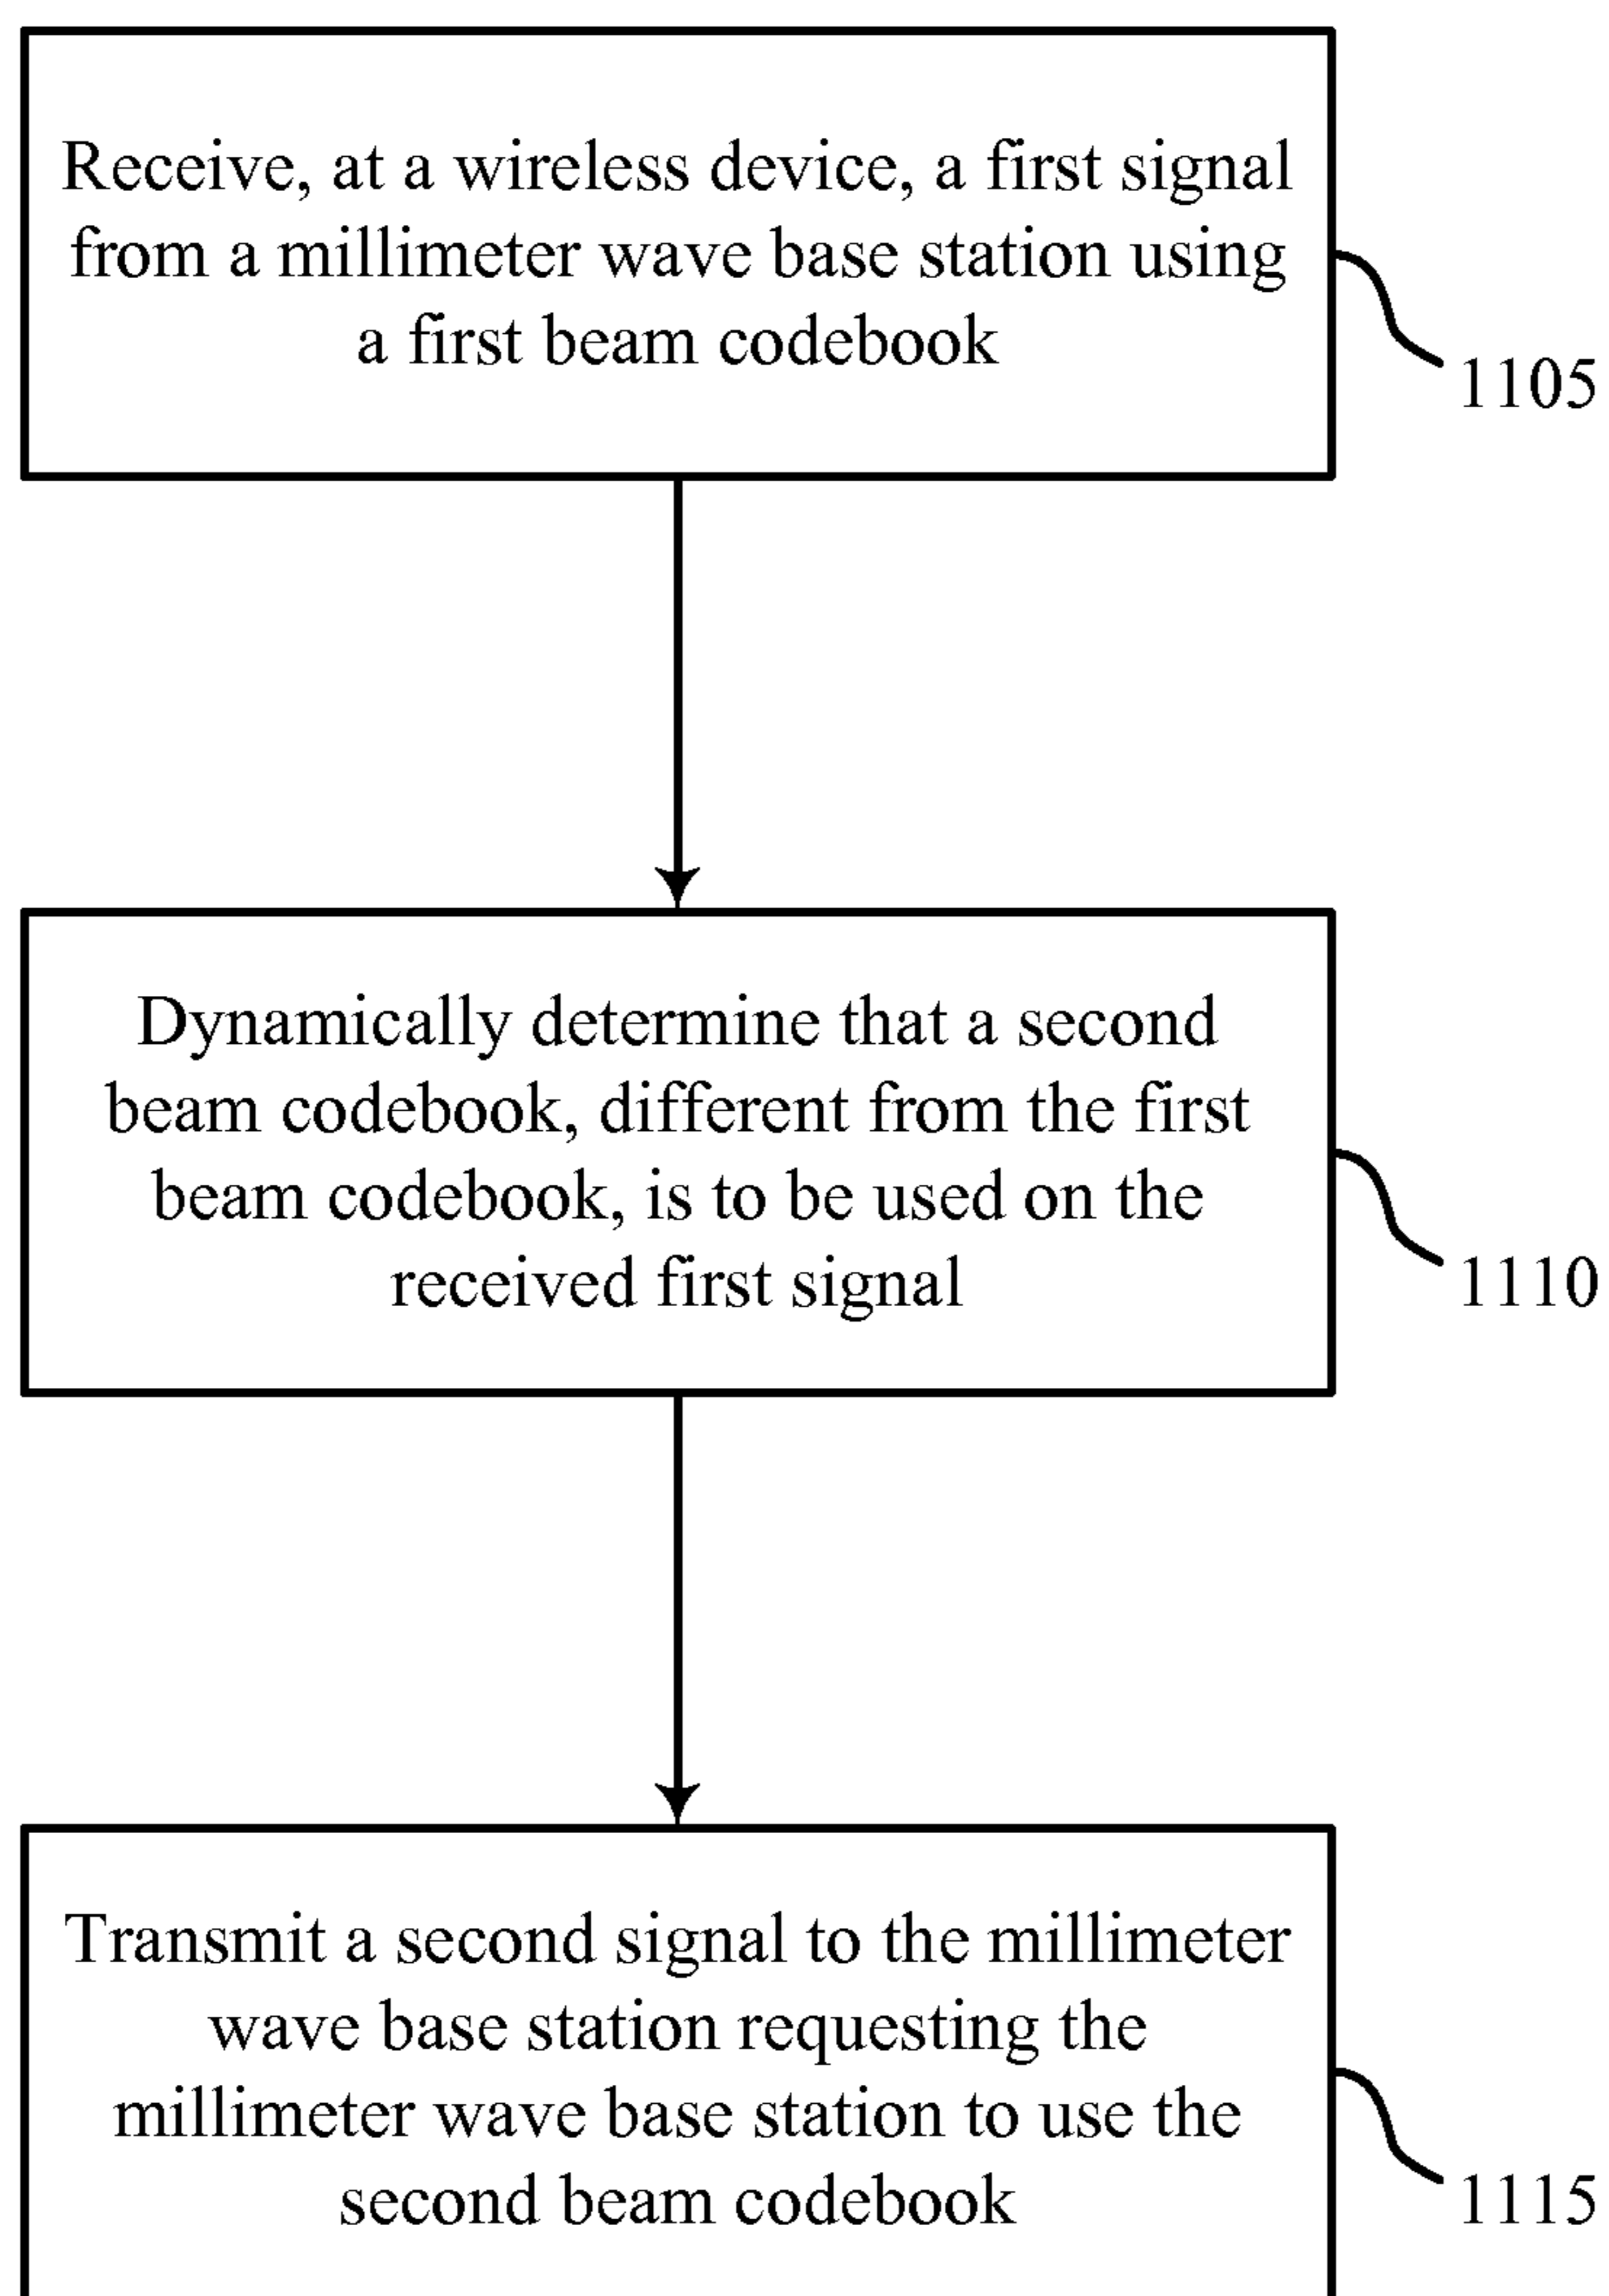 Receive, at a wireless device, a first signal
from a millimeter wave base station using
a first beam codebook
1105
Dynamically determine that a second
beam codebook, different from the first
beam codebook, is to be used on the
received first signal
1110
Transmit a second signal to the millimeter
wave base station requesting the
millimeter wave base station to use the
second beam codebook
1115